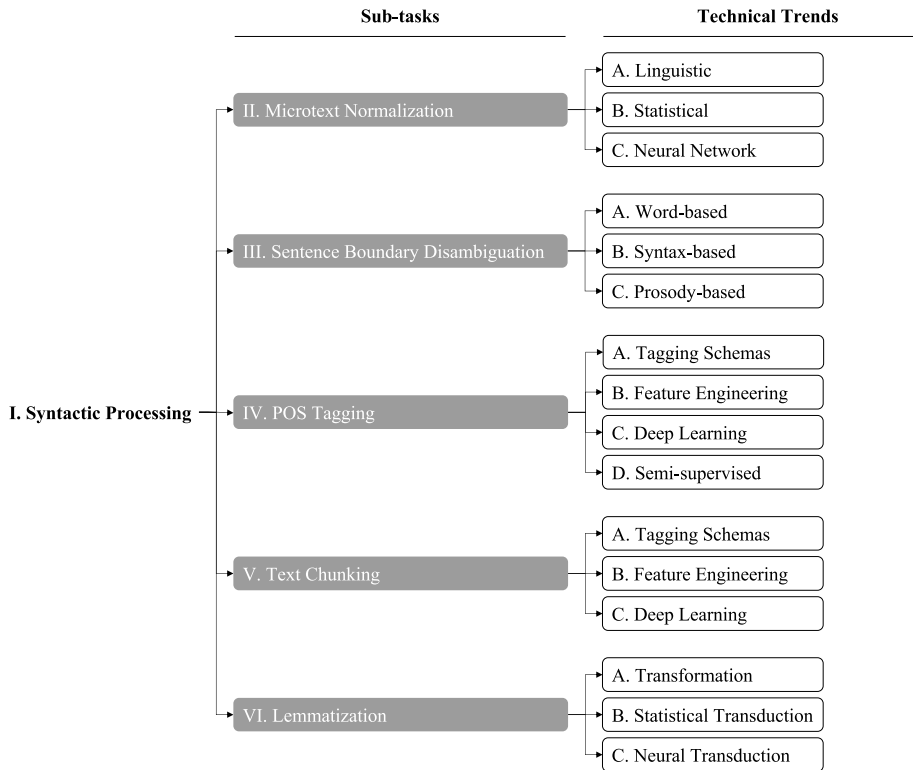 Sub-tasks
Technical Trends
I. Syntactic Processing
II. Microtext Normalization
A. Linguistic
B. Statistical
C. Neural Network
III. Sentence Boundary Disambiguation
A. Word-based
B. Syntax-based
C. Prosody-based
IV. POS Tagging
A. Tagging Schemas
B. Feature Engineering
C. Deep Learning
D. Semi-supervised
V. Text Chunking
A. Tagging Schemas
B. Feature Engineering
C. Deep Learning
VI. Lemmatization
A. Transformation
B. Statistical Transduction
C. Neural Transduction